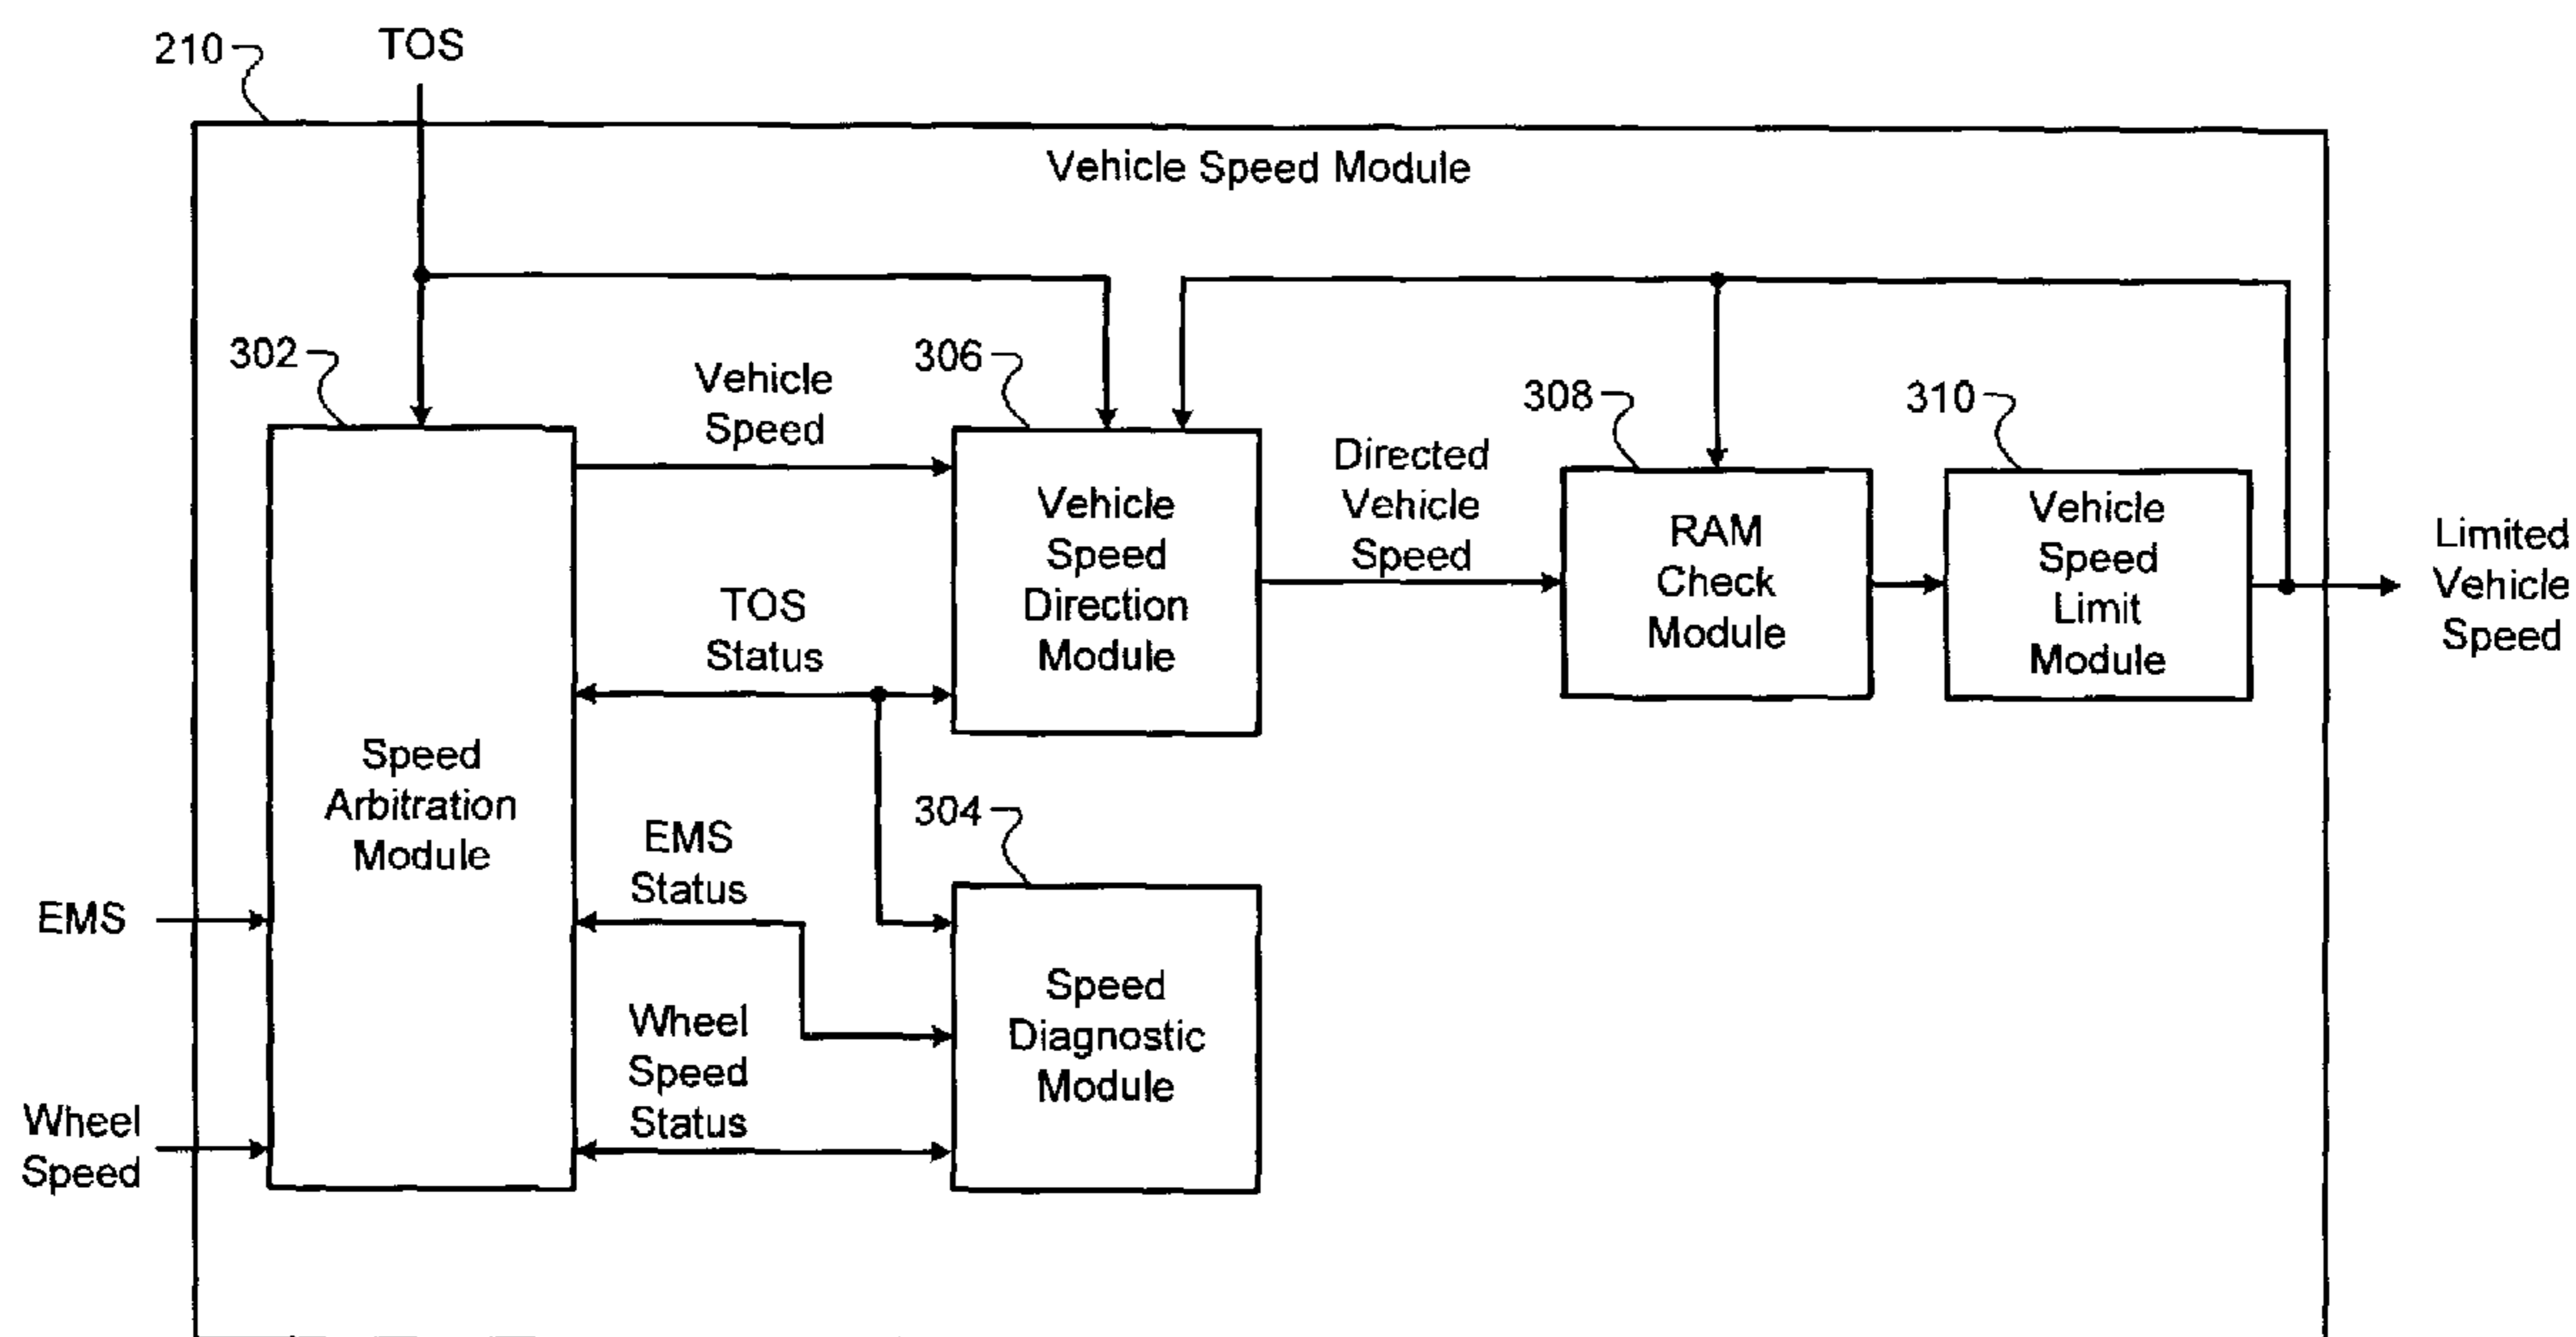 210
TOS
Vehicle Speed Module
302
Vehicle
Speed
306
Directed
Vehicle
Speed
308
310
Vehicle
Speed
Direction
Module
RAM
Check
Module
Vehicle
Speed
Limit
Module
Limited
Vehicle
Speed
TOS
Status
Speed
Arbitration
Module
EMS
Status
304
EMS
Speed
Diagnostic
Module
Wheel
Speed
Status
Wheel
Speed